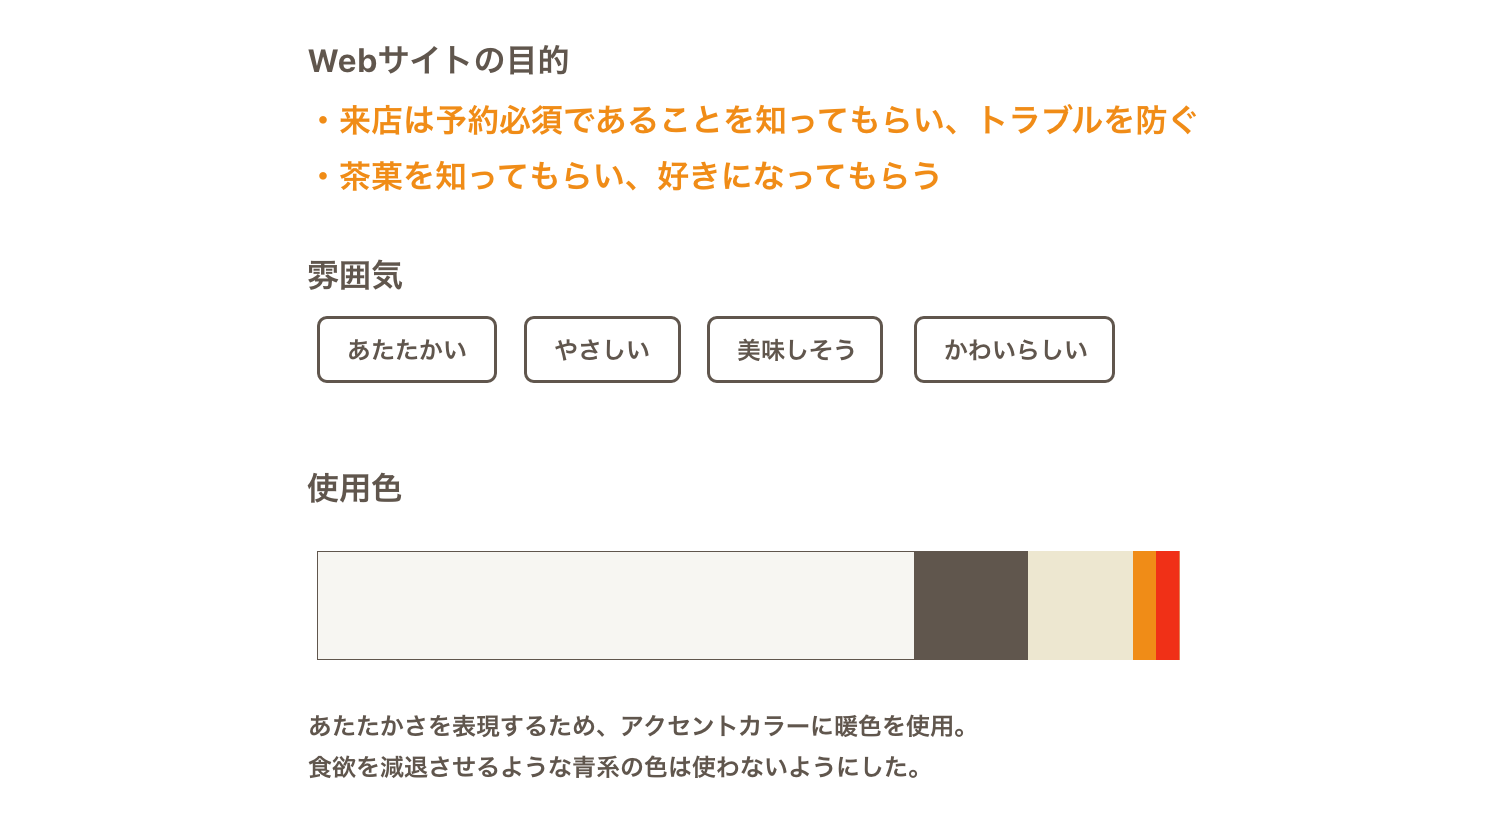 Webサイトの目的
・来店は予約必須であることを知ってもらい、トラブルを防ぐ
・茶菓を知ってもらい、好きになってもらう
雰囲気
あたたかい
やさしい
美味しそう
かわいらしい
使用色
あたたかさを表現するため、アクセントカラーに暖色を使用。
食欲を減退させるような青系の色は使わないようにした。